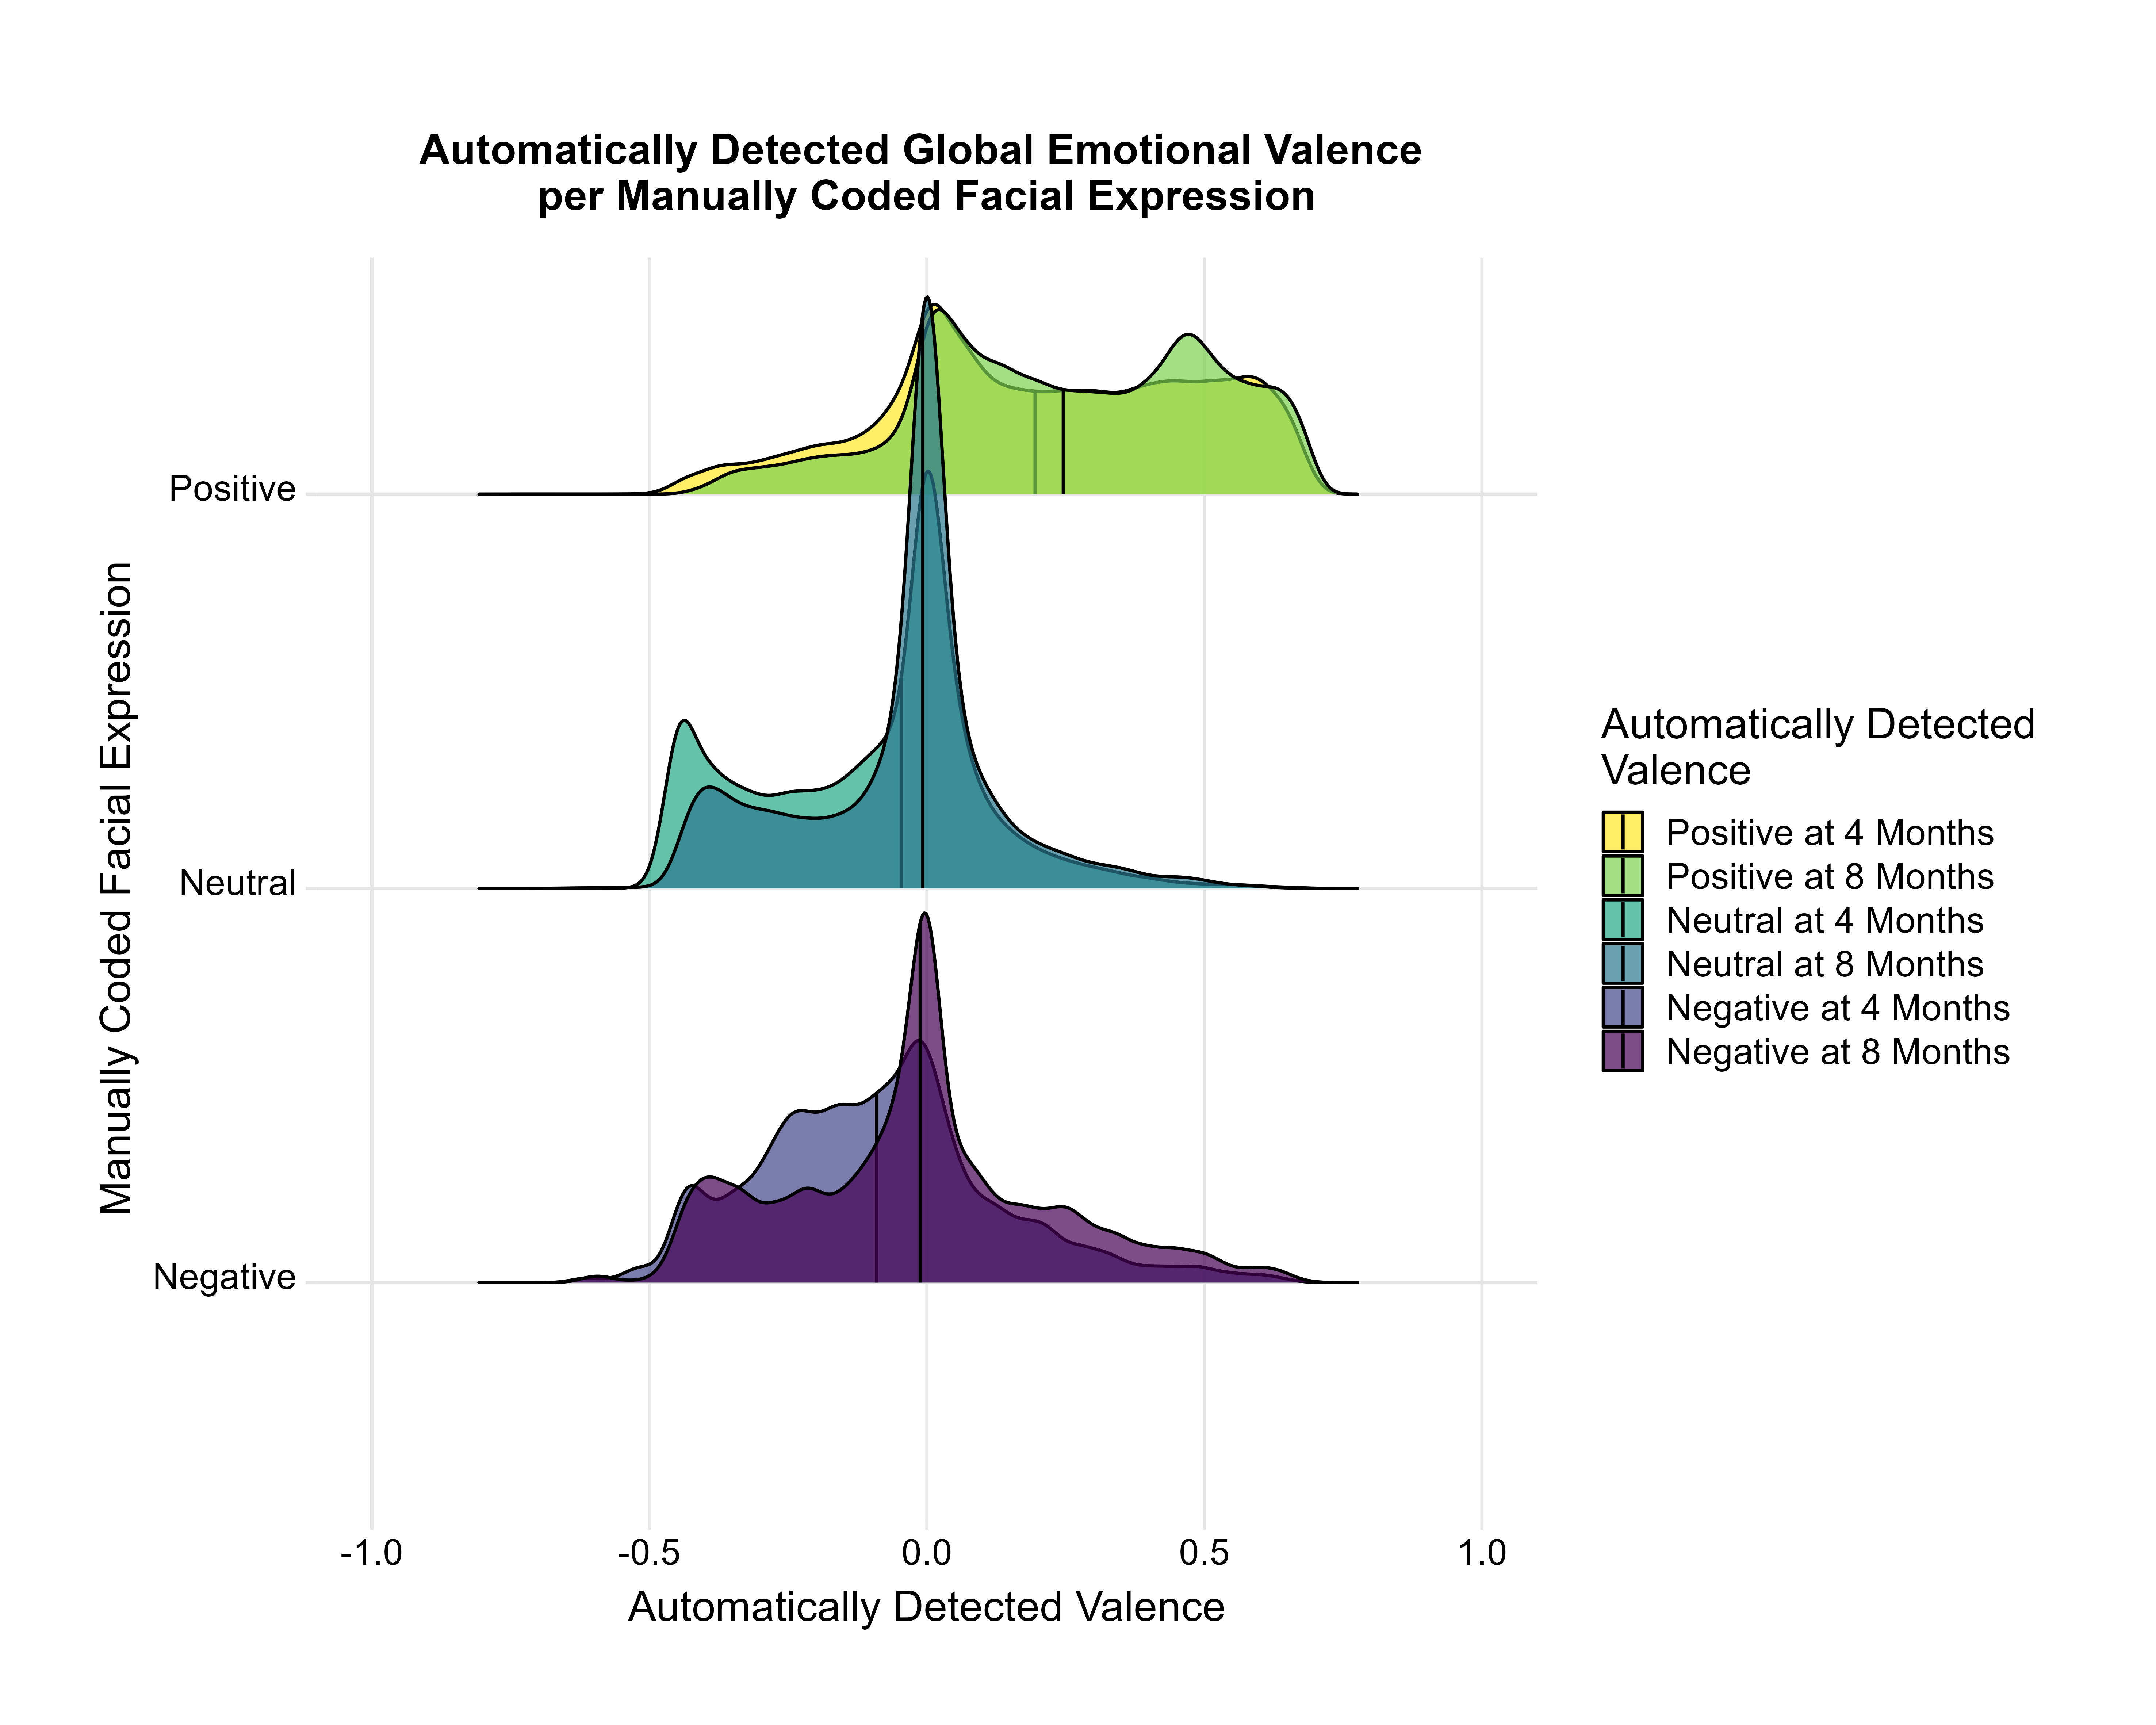 Automatically Detected Global Emotional Valence
per Manually Coded Facial Expression
Manually Coded Facial Expression
Positive
Neutral
Negative
-1.0
-0.5
0.0
0.5
1.0
Automatically Detected Valence
Automatically Detected
Valence
Positive at 4 Months
Positive at 8 Months
Neutral at 4 Months
Neutral at 8 Months
Negative at 4 Months
Negative at 8 Months